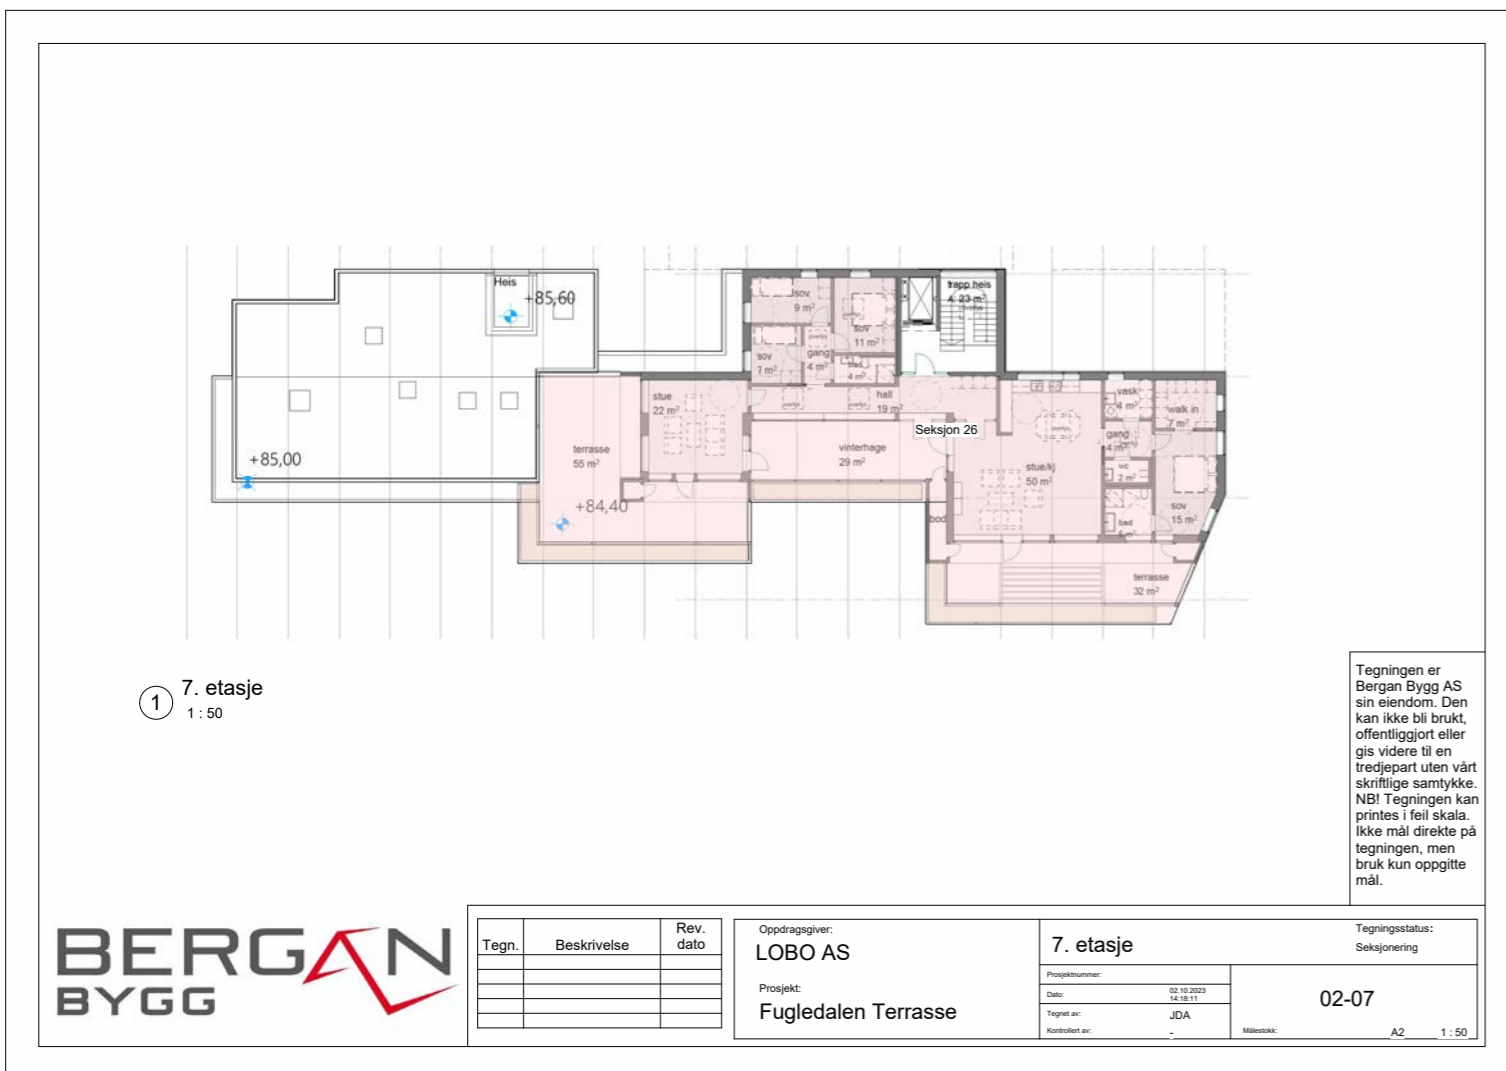 Heis
+85,60
+85,00
sov
9 m²
sov
11 m²
sov
7 m²
gang
4 m²
bad
4 m²
trapp heis
A: 23 m²
stue
22 m²
hall
19 m²
Seksjon 26
terrasse
55 m²
+84,40
vinterhage
29 m²
bod
stue/kj
50 m²
vask
4 m²
walk in
7 m²
gang
4 m²
wc
2 m²
bad
sov
15 m²
terrasse
32 m²
1
7. etasje
1 : 50
Tegningen er
Bergan Bygg AS
sin eiendom. Den
kan ikke bli brukt,
offentliggjort eller
gis videre til en
tredjepart uten vårt
skriftlige samtykke.
NB! Tegningen kan
printes i feil skala.
Ikke mål direkte på
tegningen, men
bruk kun oppgitte
mål.
BERGAN
BYGG
Tegn.
Beskrivelse
Rev.
dato
Oppdragsgiver:
LOBO AS
Prosjekt:
Fugledalen Terrasse
7. etasje
Tegningsstatus:
Seksjonering
Prosjektnummer:
Dato:
02.10.2023
14:18:11
Tegnet av:
JDA
Kontrollert av:
-
02-07
Målestokk:
A2
1 : 50